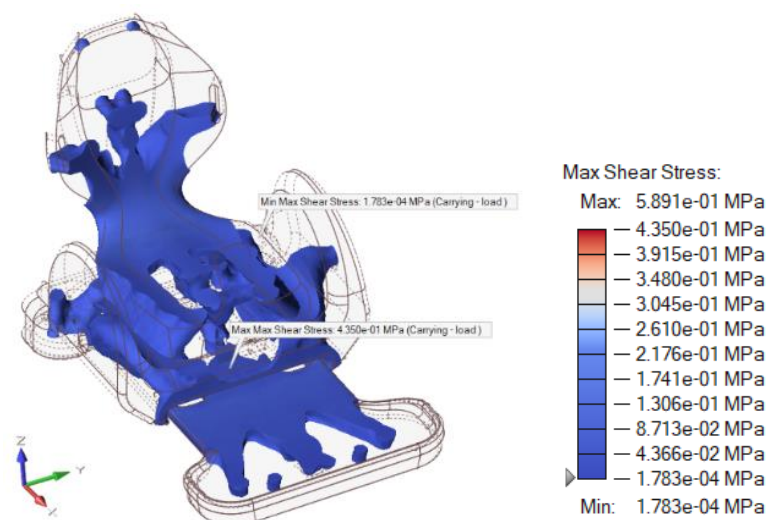 Min Max Shear Stress: 1.783e-04 MPa (Carrying - load )
Max Max Shear Stress: 4.350e-01 MPa (Carrying - load )
Z
Y
X
Max Shear Stress:
Max: 5.891e-01 MPa
4.350e-01 MPa
3.915e-01 MPa
3.480e-01 MPa
3.045e-01 MPa
2.610e-01 MPa
2.176e-01 MPa
1.741e-01 MPa
1.306e-01 MPa
8.713e-02 MPa
4.366e-02 MPa
1.783e-04 MPa
Min: 1.783e-04 MPa